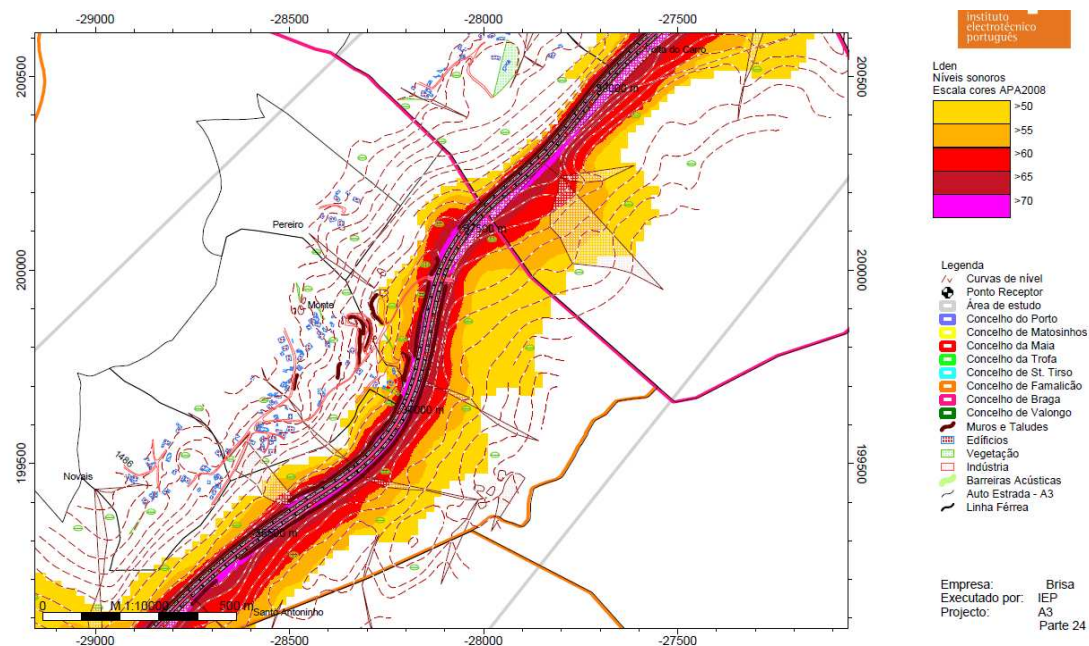 -29000 -28500 -28000 -27500
instituto
electrotécnico
português
Lden
Níveis sonoros
Escala cores APA2008
>50
>55
>60
>65
>70
200500
200500
200000
200000
199500
199500
Pereiro
Monte
Novais
1486
Santo Antoninho
0 M 1:10000 500 m
-29000 -28500 -28000 -27500
Legenda
Curvas de nível
Ponto Receptor
Área de estudo
Concelho do Porto
Concelho de Matosinhos
Concelho da Maia
Concelho da Trofa
Concelho de St. Tirso
Concelho de Famalicão
Concelho de Braga
Concelho de Valongo
Muros e Taludes
Edifícios
Vegetação
Indústria
Barreiras Acústicas
Auto Estrada - A3
Linha Férrea
Empresa: Brisa
Executado por: IEP
Projecto: A3
Parte 24